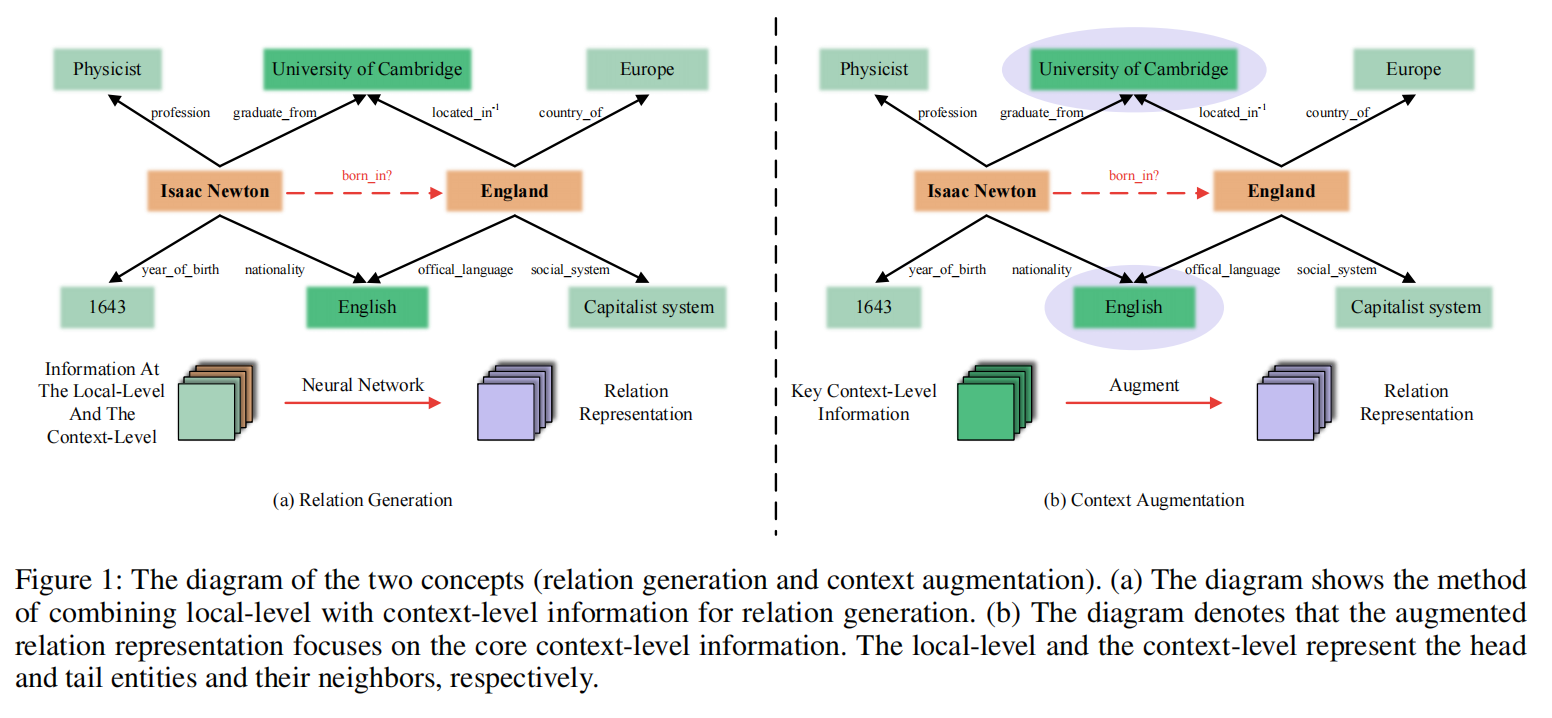 Physicist
University of Cambridge
Europe
profession
graduate_from
located_in-1
country_of
Isaac Newton
born_in?
England
year_of_birth
nationality
offical_language
social_system
1643
English
Capitalist system
Information At
The Local-Level
And The
Context-Level
Neural Network
Relation
Representation
(a) Relation Generation
Physicist
University of Cambridge
Europe
profession
graduate_from
located_in-1
country_of
Isaac Newton
born_in?
England
year_of_birth
nationality
offical_language
social_system
1643
English
Capitalist system
Key Context-Level
Information
Augment
Relation
Representation
(b) Context Augmentation
Figure 1: The diagram of the two concepts (relation generation and context augmentation). (a) The diagram shows the method
of combining local-level with context-level information for relation generation. (b) The diagram denotes that the augmented
relation representation focuses on the core context-level information. The local-level and the context-level represent the head
and tail entities and their neighbors, respectively.